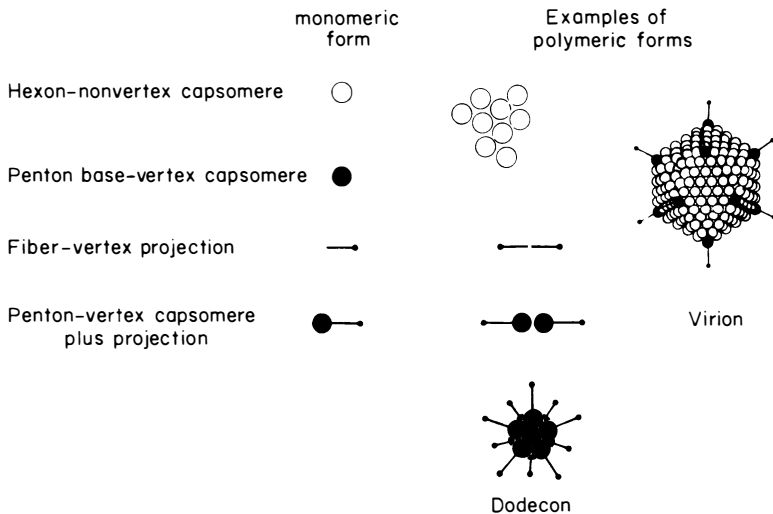 monomeric
form
Examples of
polymeric forms
Hexon-nonvertex capsomere
Penton base-vertex capsomere
Fiber-vertex projection
Penton-vertex capsomere
plus projection
Virion
Dodecon